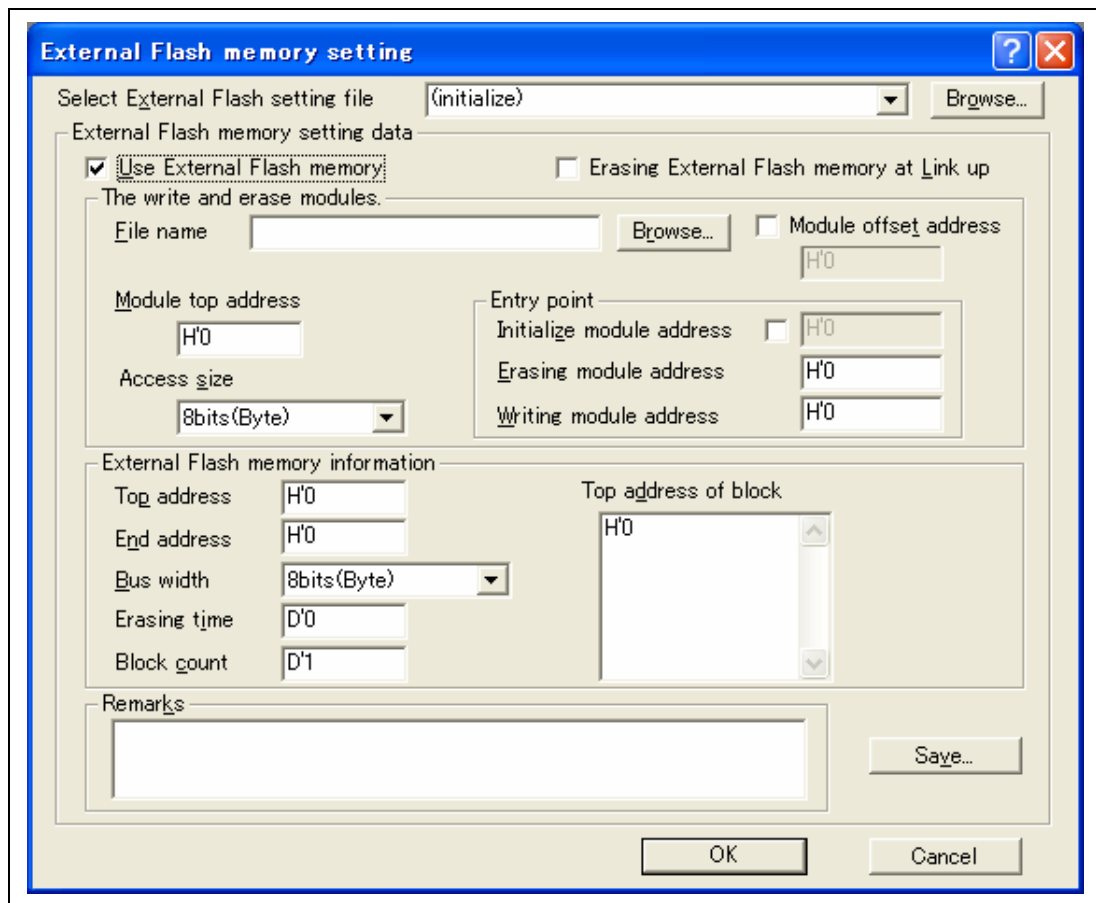 External Flash memory setting
Select External Flash setting file (initialize) Browse...
External Flash memory setting data
Use External Flash memory Erasing External Flash memory at Link up
The write and erase modules.
File name Browse... Module offset address
H'0
Module top address Entry point
H'0 Initialize module address H'0
Access size Erasing module address H'0
8bits(Byte) Writing module address H'0
External Flash memory information
Top address H'0 Top address of block
End address H'0 H'0
Bus width 8bits(Byte)
Erasing time D'0
Block count D'1
Remarks
Save...
OK Cancel